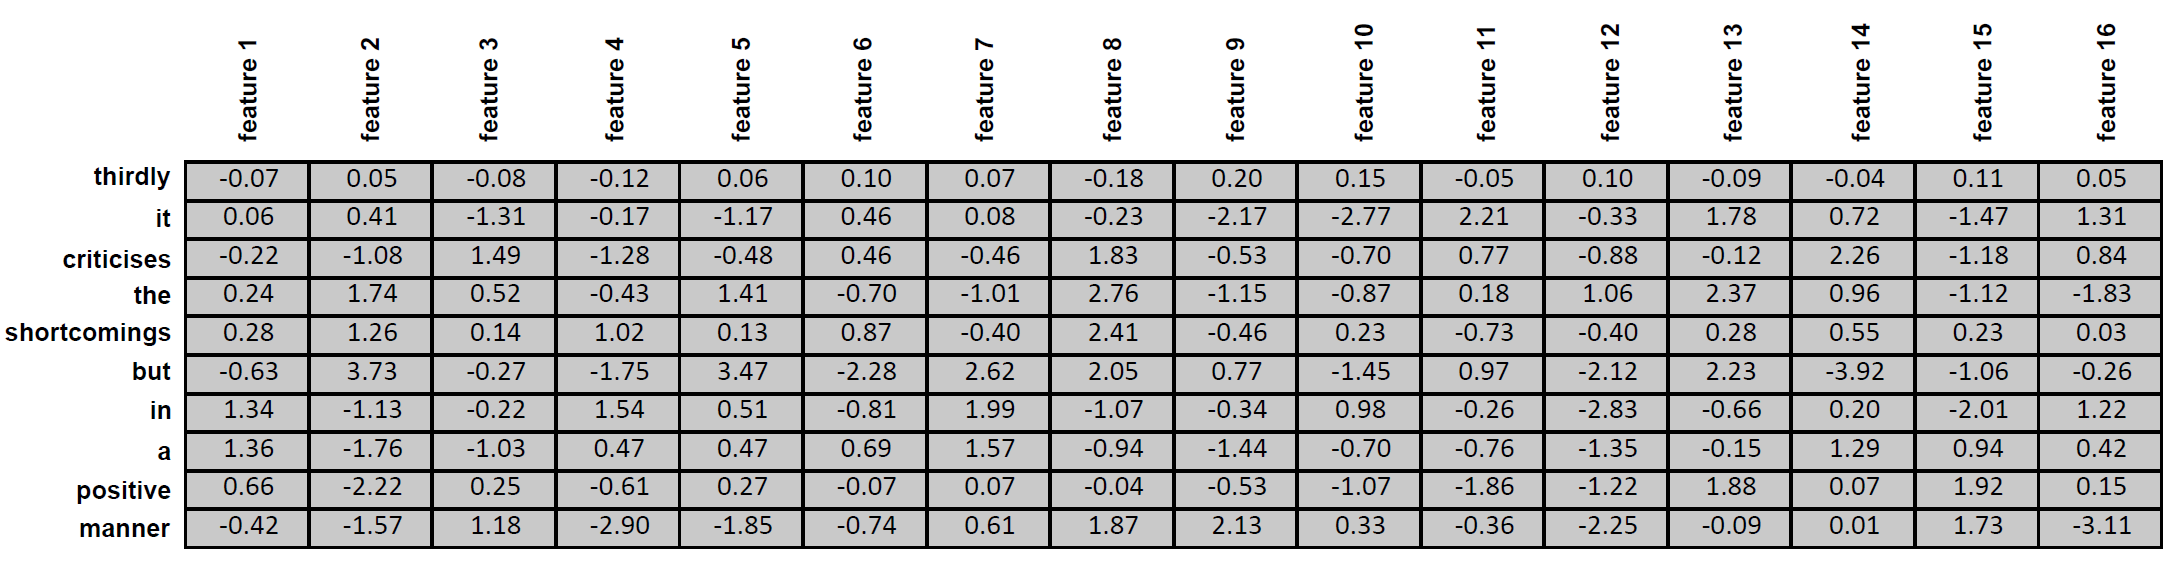 feature 1 feature 2 feature 3 feature 4 feature 5 feature 6 feature 7 feature 8 feature 9 feature 10 feature 11 feature 12 feature 13 feature 14 feature 15 feature 16
thirdly -0.07 0.05 -0.08 -0.12 0.06 0.10 0.07 -0.18 0.20 0.15 -0.05 0.10 -0.09 -0.04 0.11 0.05
it 0.06 0.41 -1.31 -0.17 -1.17 0.46 0.08 -0.23 -2.17 -2.77 2.21 -0.33 1.78 0.72 -1.47 1.31
criticises -0.22 -1.08 1.49 -1.28 -0.48 0.46 -0.46 1.83 -0.53 -0.70 0.77 -0.88 -0.12 2.26 -1.18 0.84
the 0.24 1.74 0.52 -0.43 1.41 -0.70 -1.01 2.76 -1.15 -0.87 0.18 1.06 2.37 0.96 -1.12 -1.83
shortcomings 0.28 1.26 0.14 1.02 0.13 0.87 -0.40 2.41 -0.46 0.23 -0.73 -0.40 0.28 0.55 0.23 0.03
but -0.63 3.73 -0.27 -1.75 3.47 -2.28 2.62 2.05 0.77 -1.45 0.97 -2.12 2.23 -3.92 -1.06 -0.26
in 1.34 -1.13 -0.22 1.54 0.51 -0.81 1.99 -1.07 -0.34 0.98 -0.26 -2.83 -0.66 0.20 -2.01 1.22
a 1.36 -1.76 -1.03 0.47 0.47 0.69 1.57 -0.94 -1.44 -0.70 -0.76 -1.35 -0.15 1.29 0.94 0.42
positive 0.66 -2.22 0.25 -0.61 0.27 -0.07 0.07 -0.04 -0.53 -1.07 -1.86 -1.22 1.88 0.07 1.92 0.15
manner -0.42 -1.57 1.18 -2.90 -1.85 -0.74 0.61 1.87 2.13 0.33 -0.36 -2.25 -0.09 0.01 1.73 -3.11